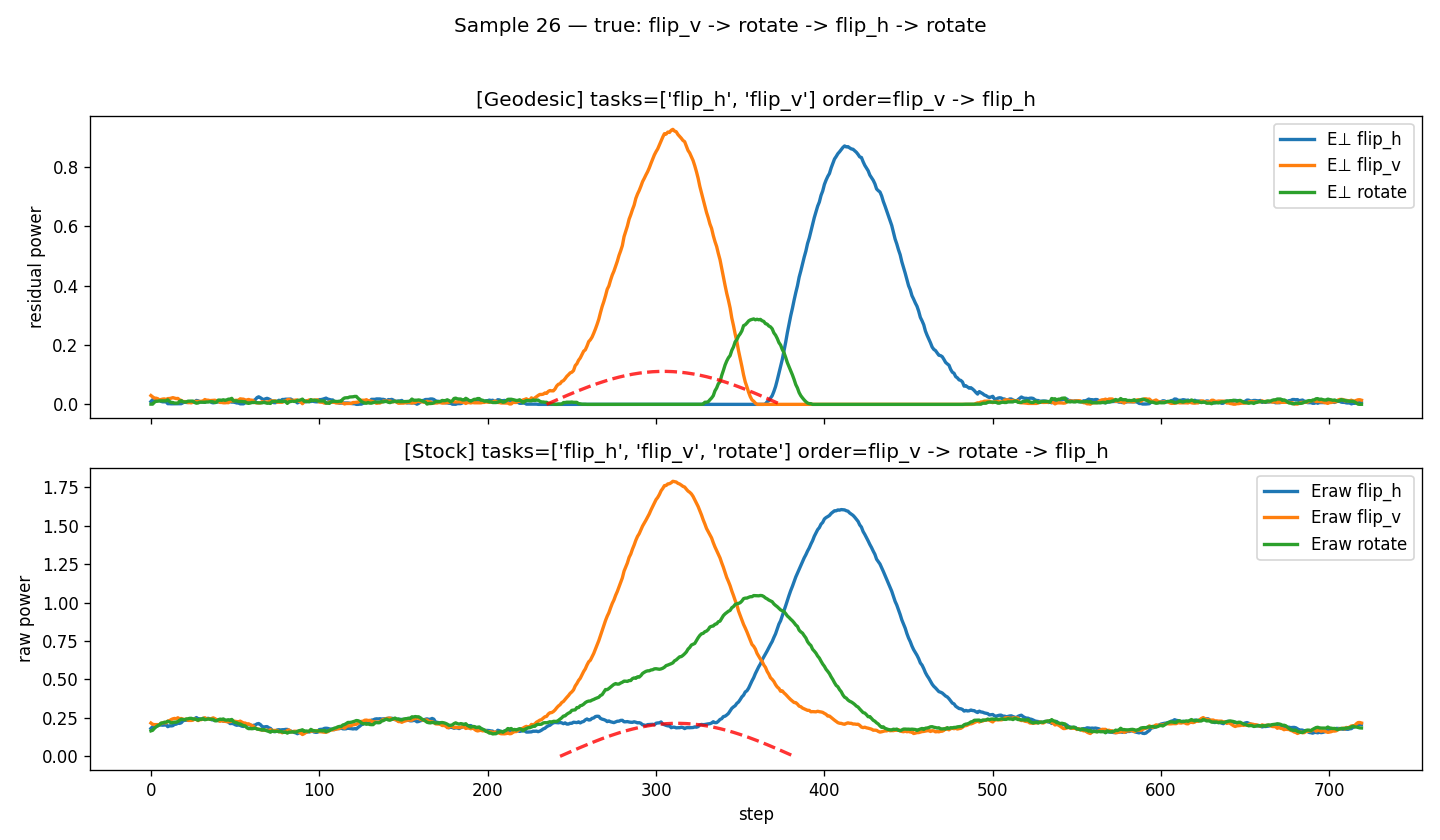 Sample 26 — true: flip_v -> rotate -> flip_h -> rotate
[Geodesic] tasks=['flip_h', 'flip_v'] order=flip_v -> flip_h
residual power
0.8
0.6
0.4
0.2
0.0
E⊥ flip_h
E⊥ flip_v
E⊥ rotate
[Stock] tasks=['flip_h', 'flip_v', 'rotate'] order=flip_v -> rotate -> flip_h
raw power
1.75
1.50
1.25
1.00
0.75
0.50
0.25
0.00
Eraw flip_h
Eraw flip_v
Eraw rotate
0 100 200 300 400 500 600 700
step